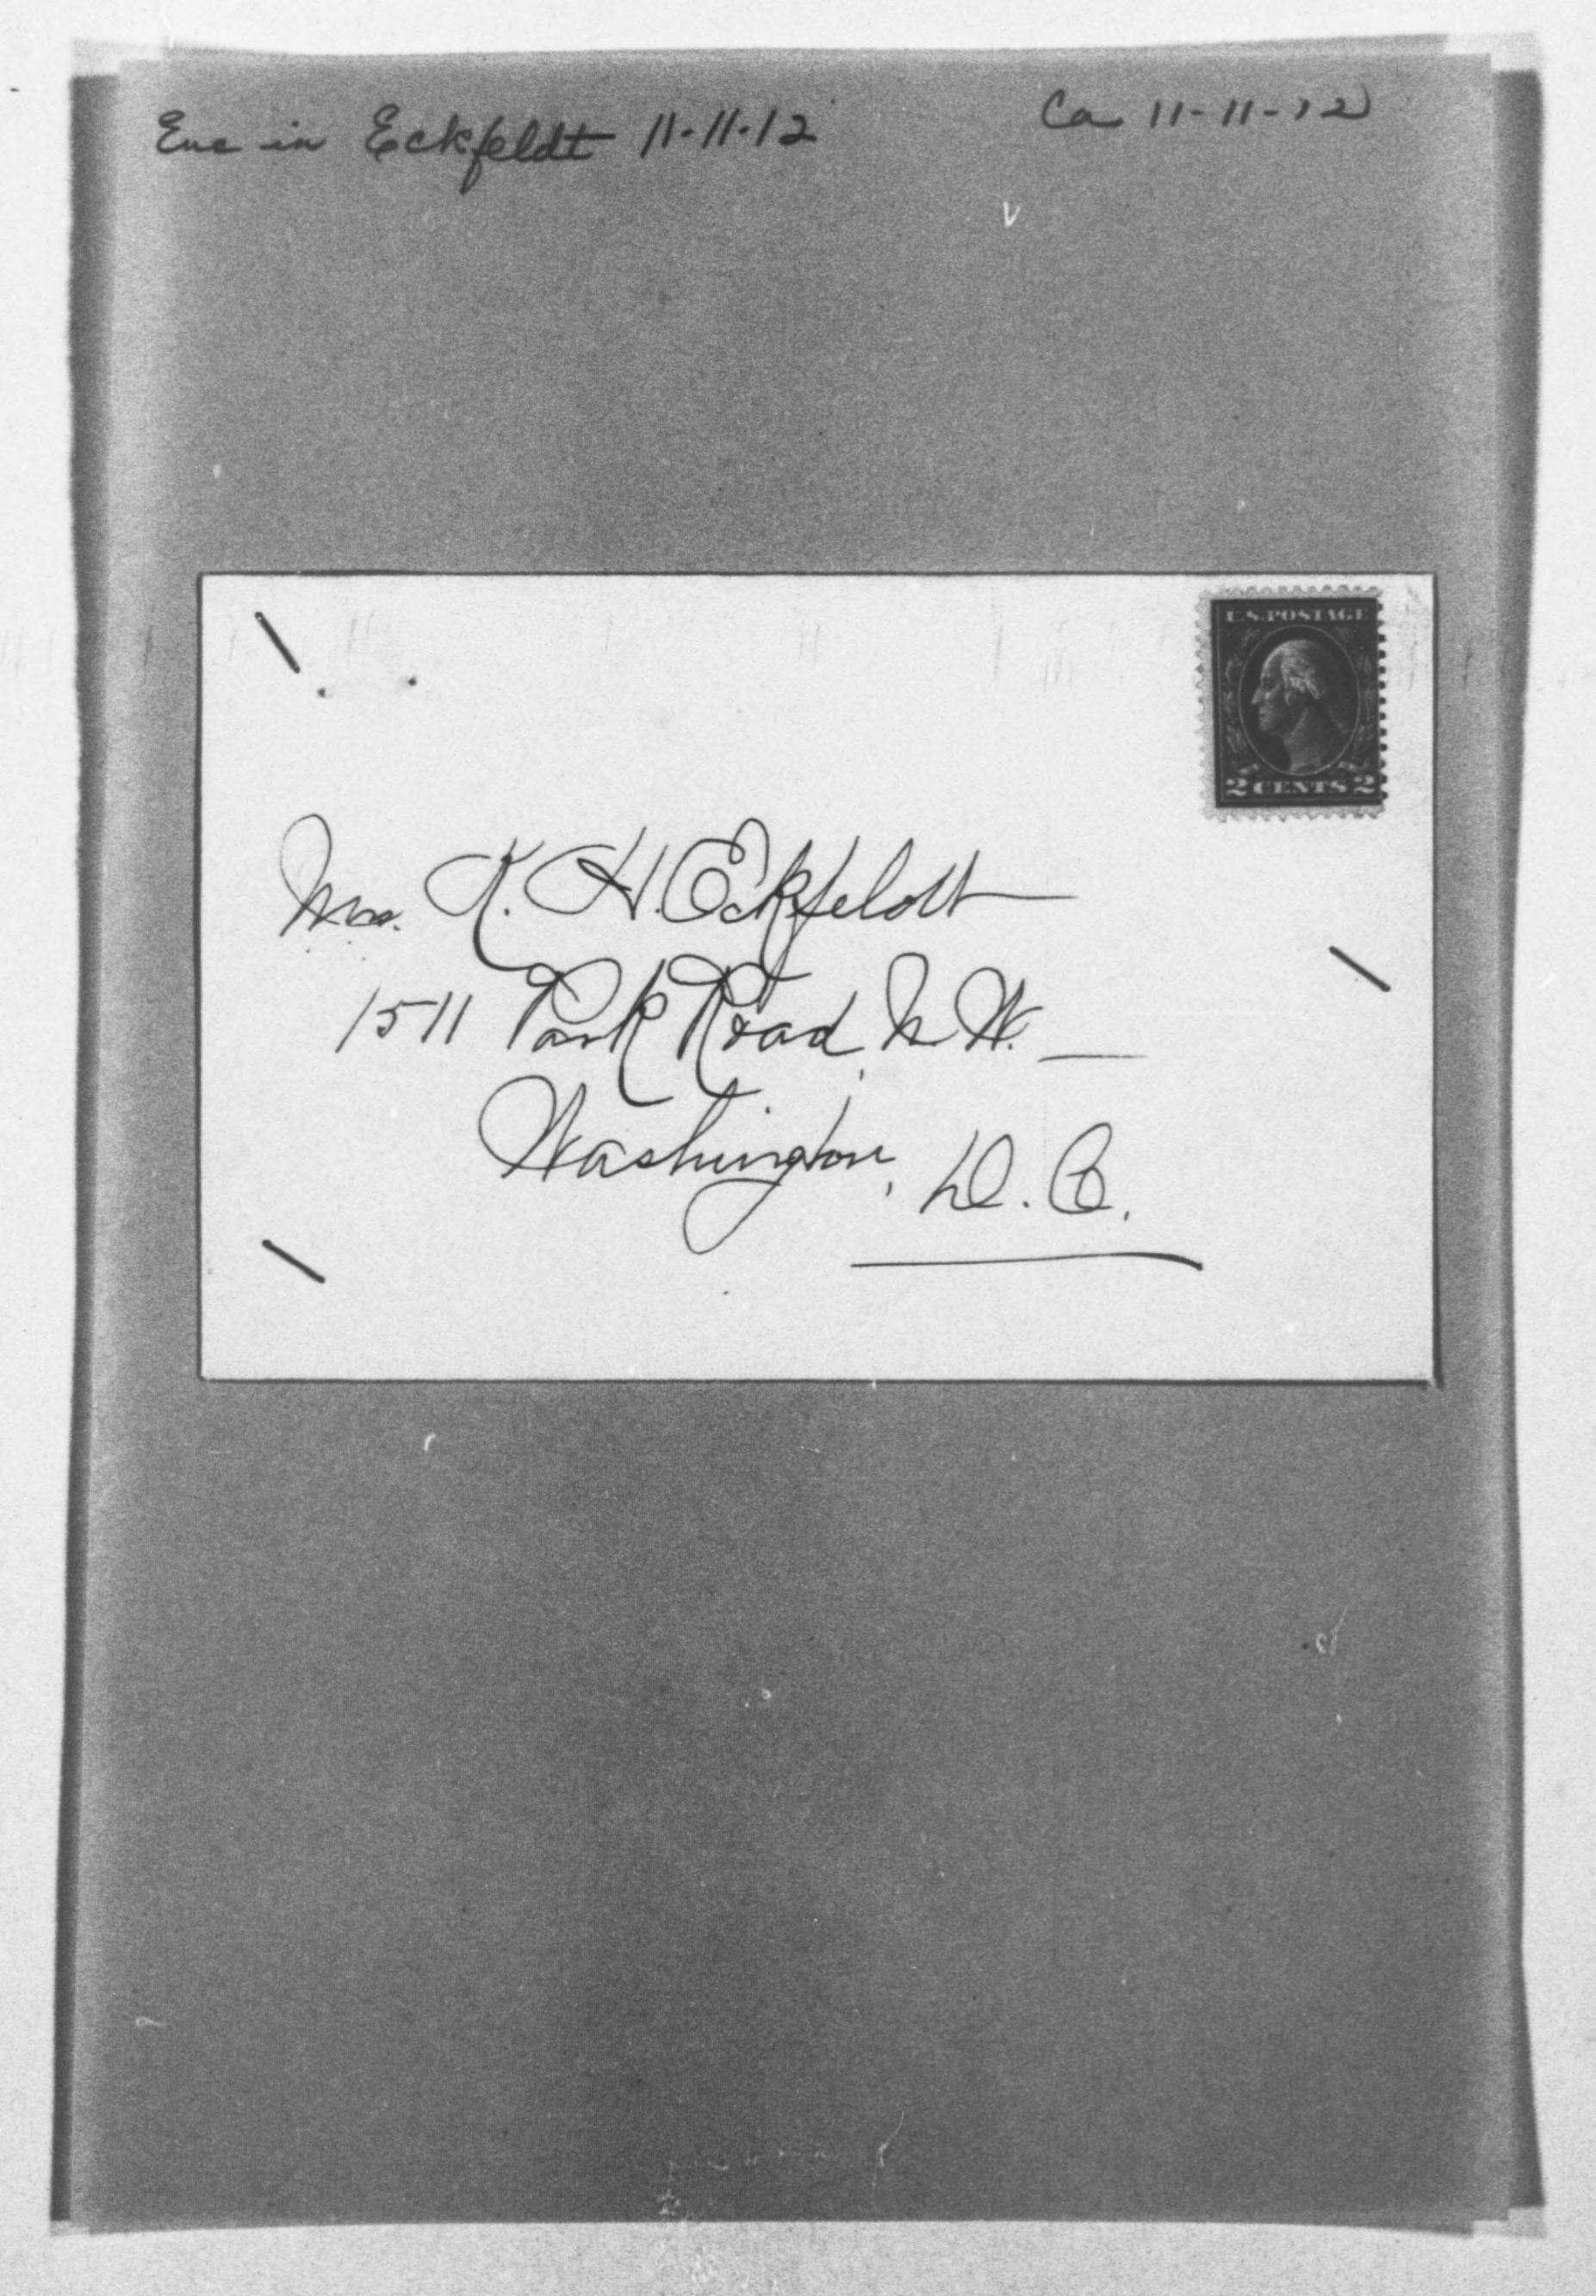 Enc in Eckfeldt 11-11-12
Ca 11-11-12
U.S. POSTAGE
2 CENTS 2
Mrs. K. H. Eckfeldt
1511 Park Road, N. W.
Washington, D. C.